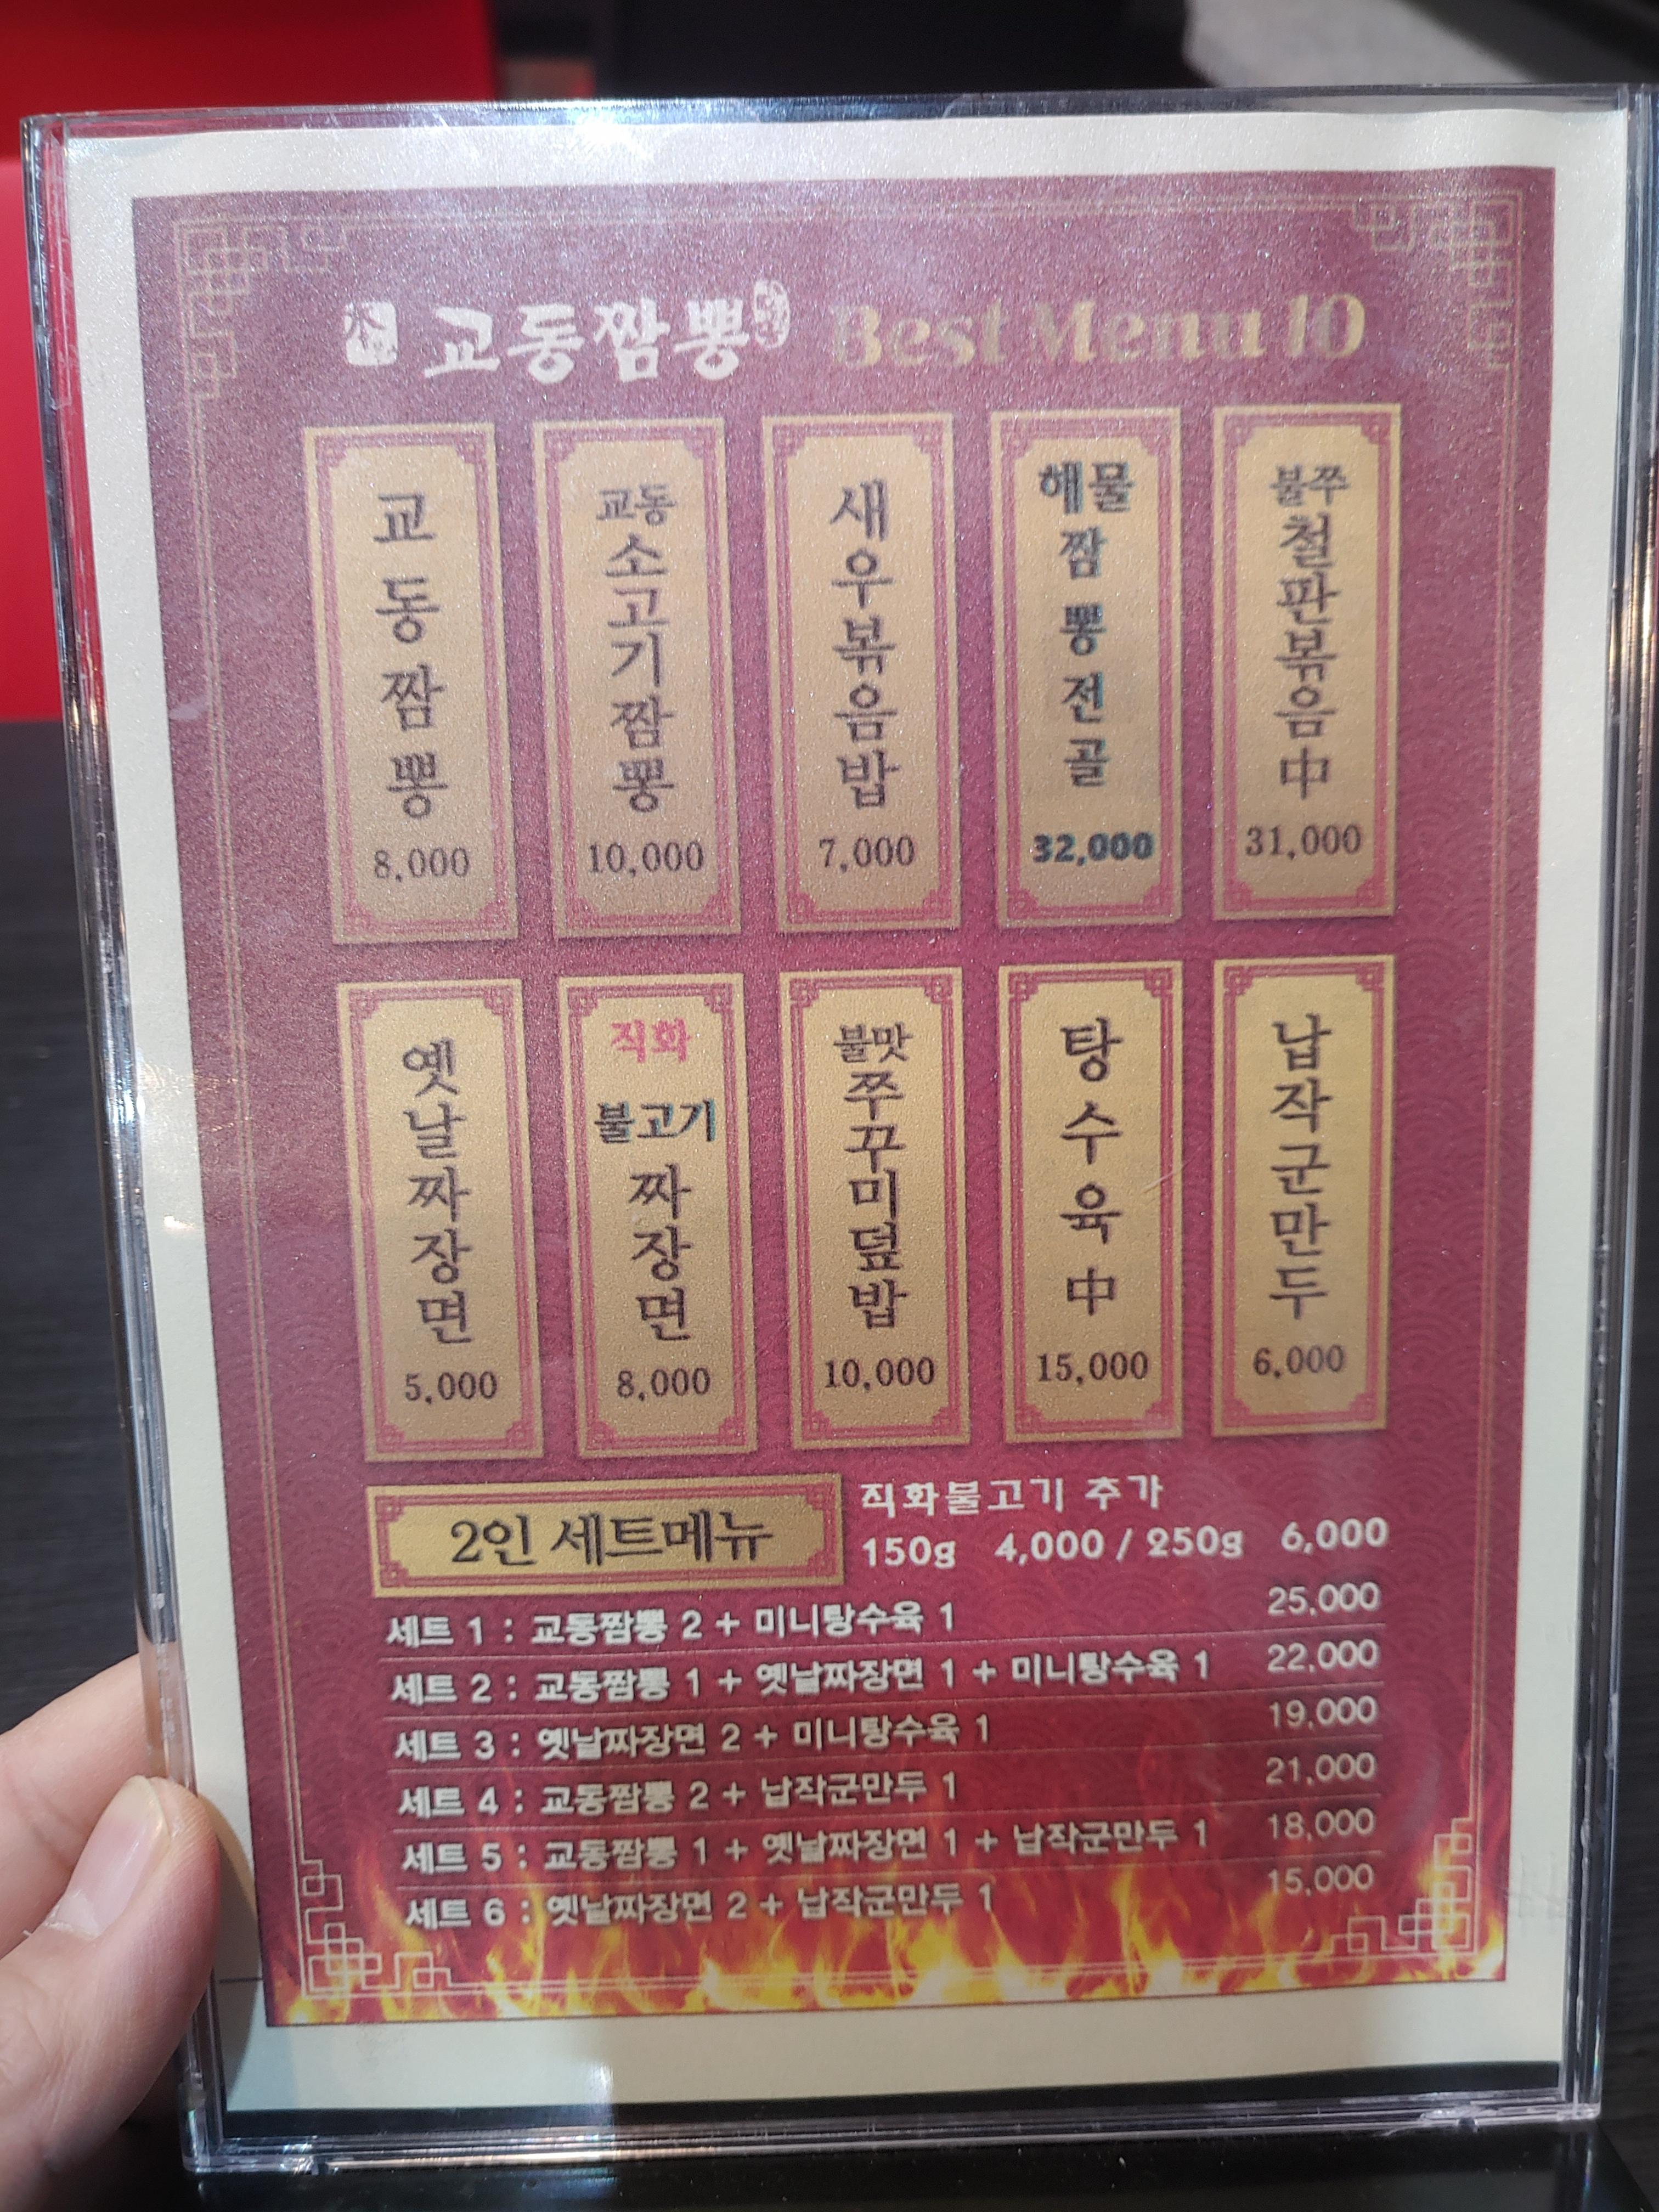 교동짬뽕 Best Menu 10
교동짬뽕
8,000
교동
소고기짬뽕
10,000
새우볶음밥
7,000
해물
짬뽕전골
32,000
불쭈
철판볶음中
31,000
옛날짜장면
5,000
직화
불고기
짜장면
8,000
불맛
쭈꾸미덮밥
10,000
탕수육中
15,000
납작군만두
6,000
2인 세트메뉴
직화불고기 추가
150g 4,000 / 250g 6,000
세트 1 : 교동짬뽕 2 + 미니탕수육 1 25,000
세트 2 : 교동짬뽕 1 + 옛날짜장면 1 + 미니탕수육 1 22,000
세트 3 : 옛날짜장면 2 + 미니탕수육 1 19,000
세트 4 : 교동짬뽕 2 + 납작군만두 1 21,000
세트 5 : 교동짬뽕 1 + 옛날짜장면 1 + 납작군만두 1 18,000
세트 6 : 옛날짜장면 2 + 납작군만두 1 15,000